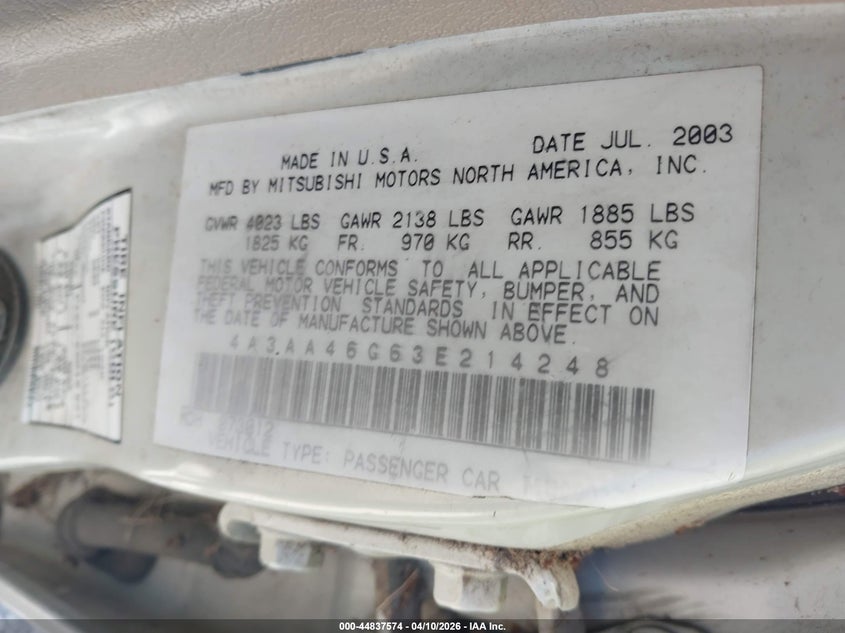 MADE IN U.S.A. DATE JUL. 2003
MFD BY MITSUBISHI MOTORS NORTH AMERICA, INC.
GVWR 4023 LBS GAWR 2138 LBS GAWR 1885 LBS
1825 KG FR. 970 KG RR. 855 KG
THIS VEHICLE CONFORMS TO ALL APPLICABLE
FEDERAL MOTOR VEHICLE SAFETY, BUMPER, AND
THEFT PREVENTION STANDARDS IN EFFECT ON
THE DATE OF MANUFACTURE SHOWN ABOVE.
4A3AA46G63E214248
VEHICLE TYPE: PASSENGER CAR
000-44837574 | 04/10/2026 | IAA Inc.